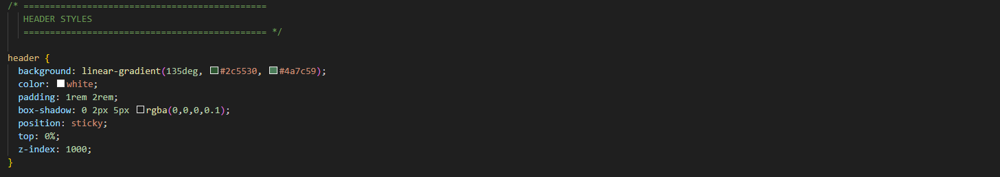 /* ==============================================
HEADER STYLES
============================================== */
header {
background: linear-gradient(135deg, #2c5530, #4a7c59);
color: white;
padding: 1rem 2rem;
box-shadow: 0 2px 5px rgba(0,0,0,0.1);
position: sticky;
top: 0%;
z-index: 1000;
}